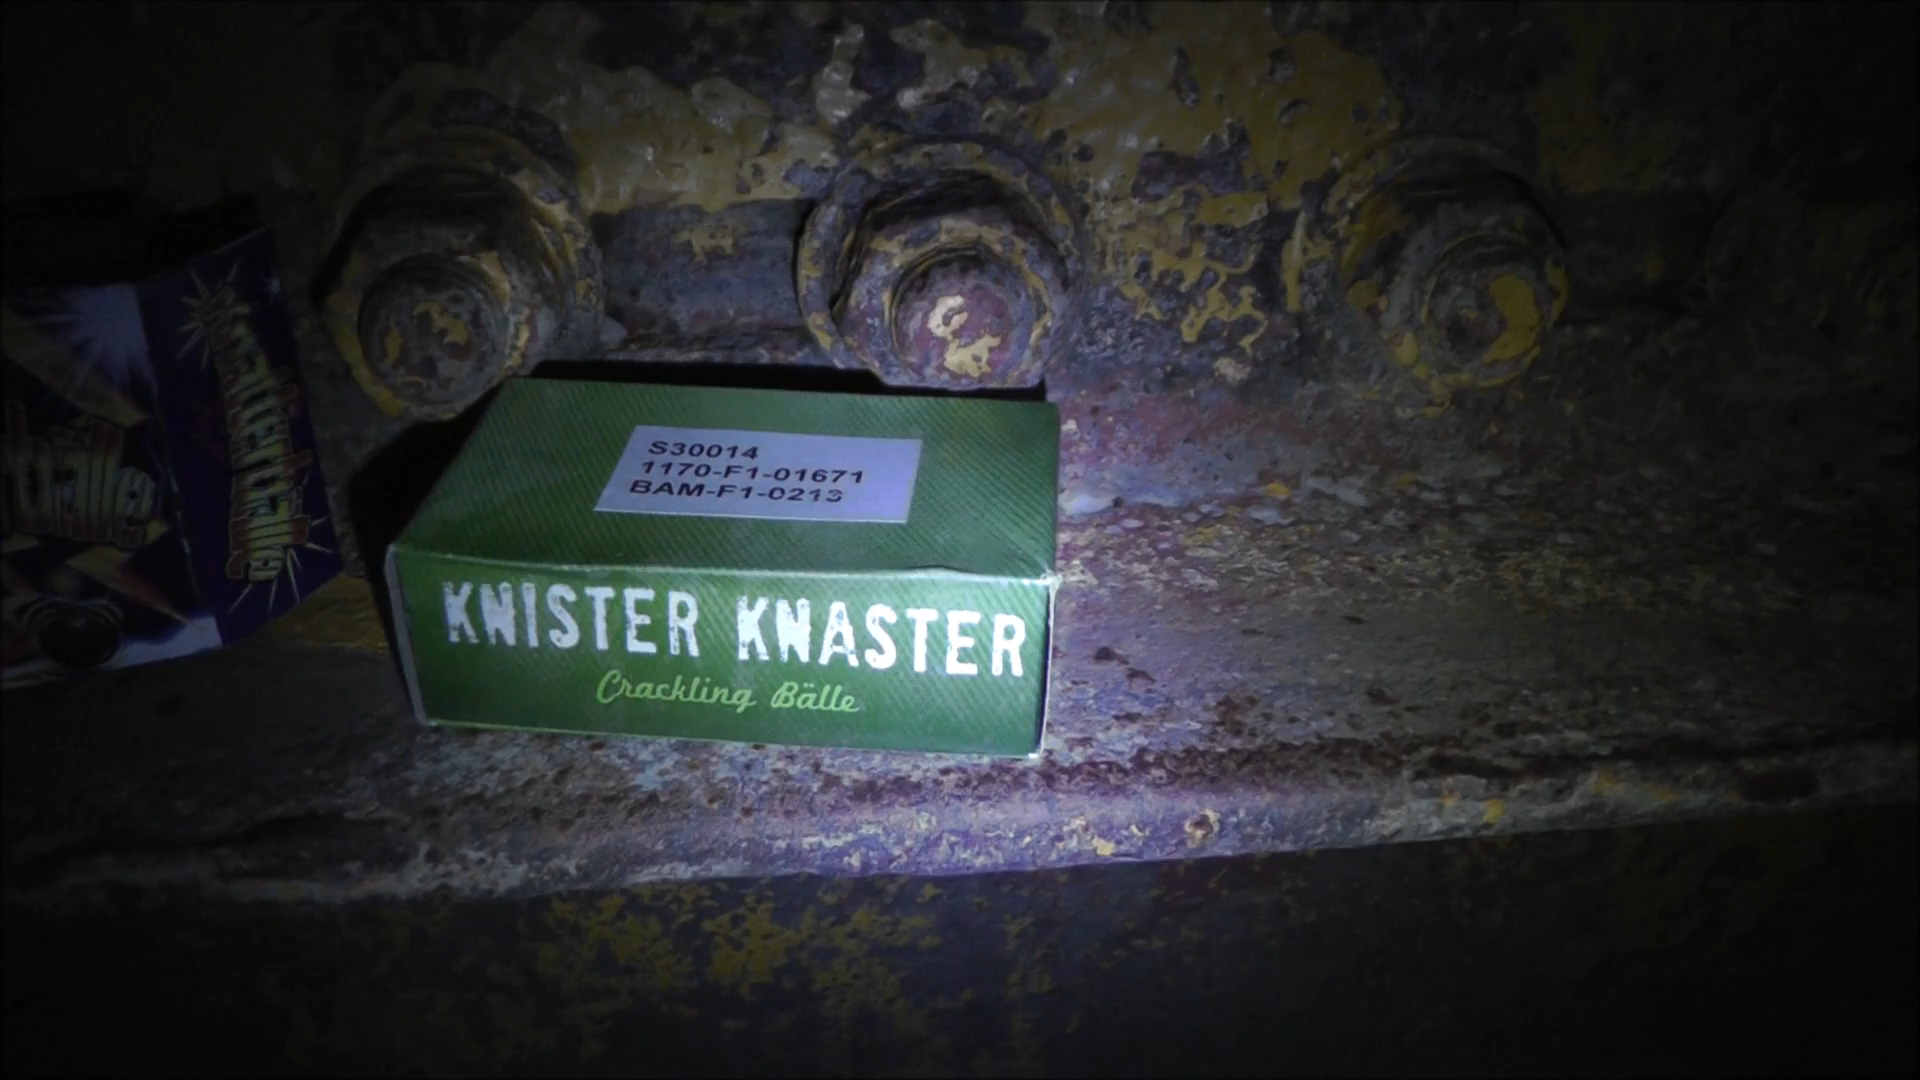 S30014
1170-F1-01671
BAM-F1-0213
KNISTER KNASTER
Crackling Bälle